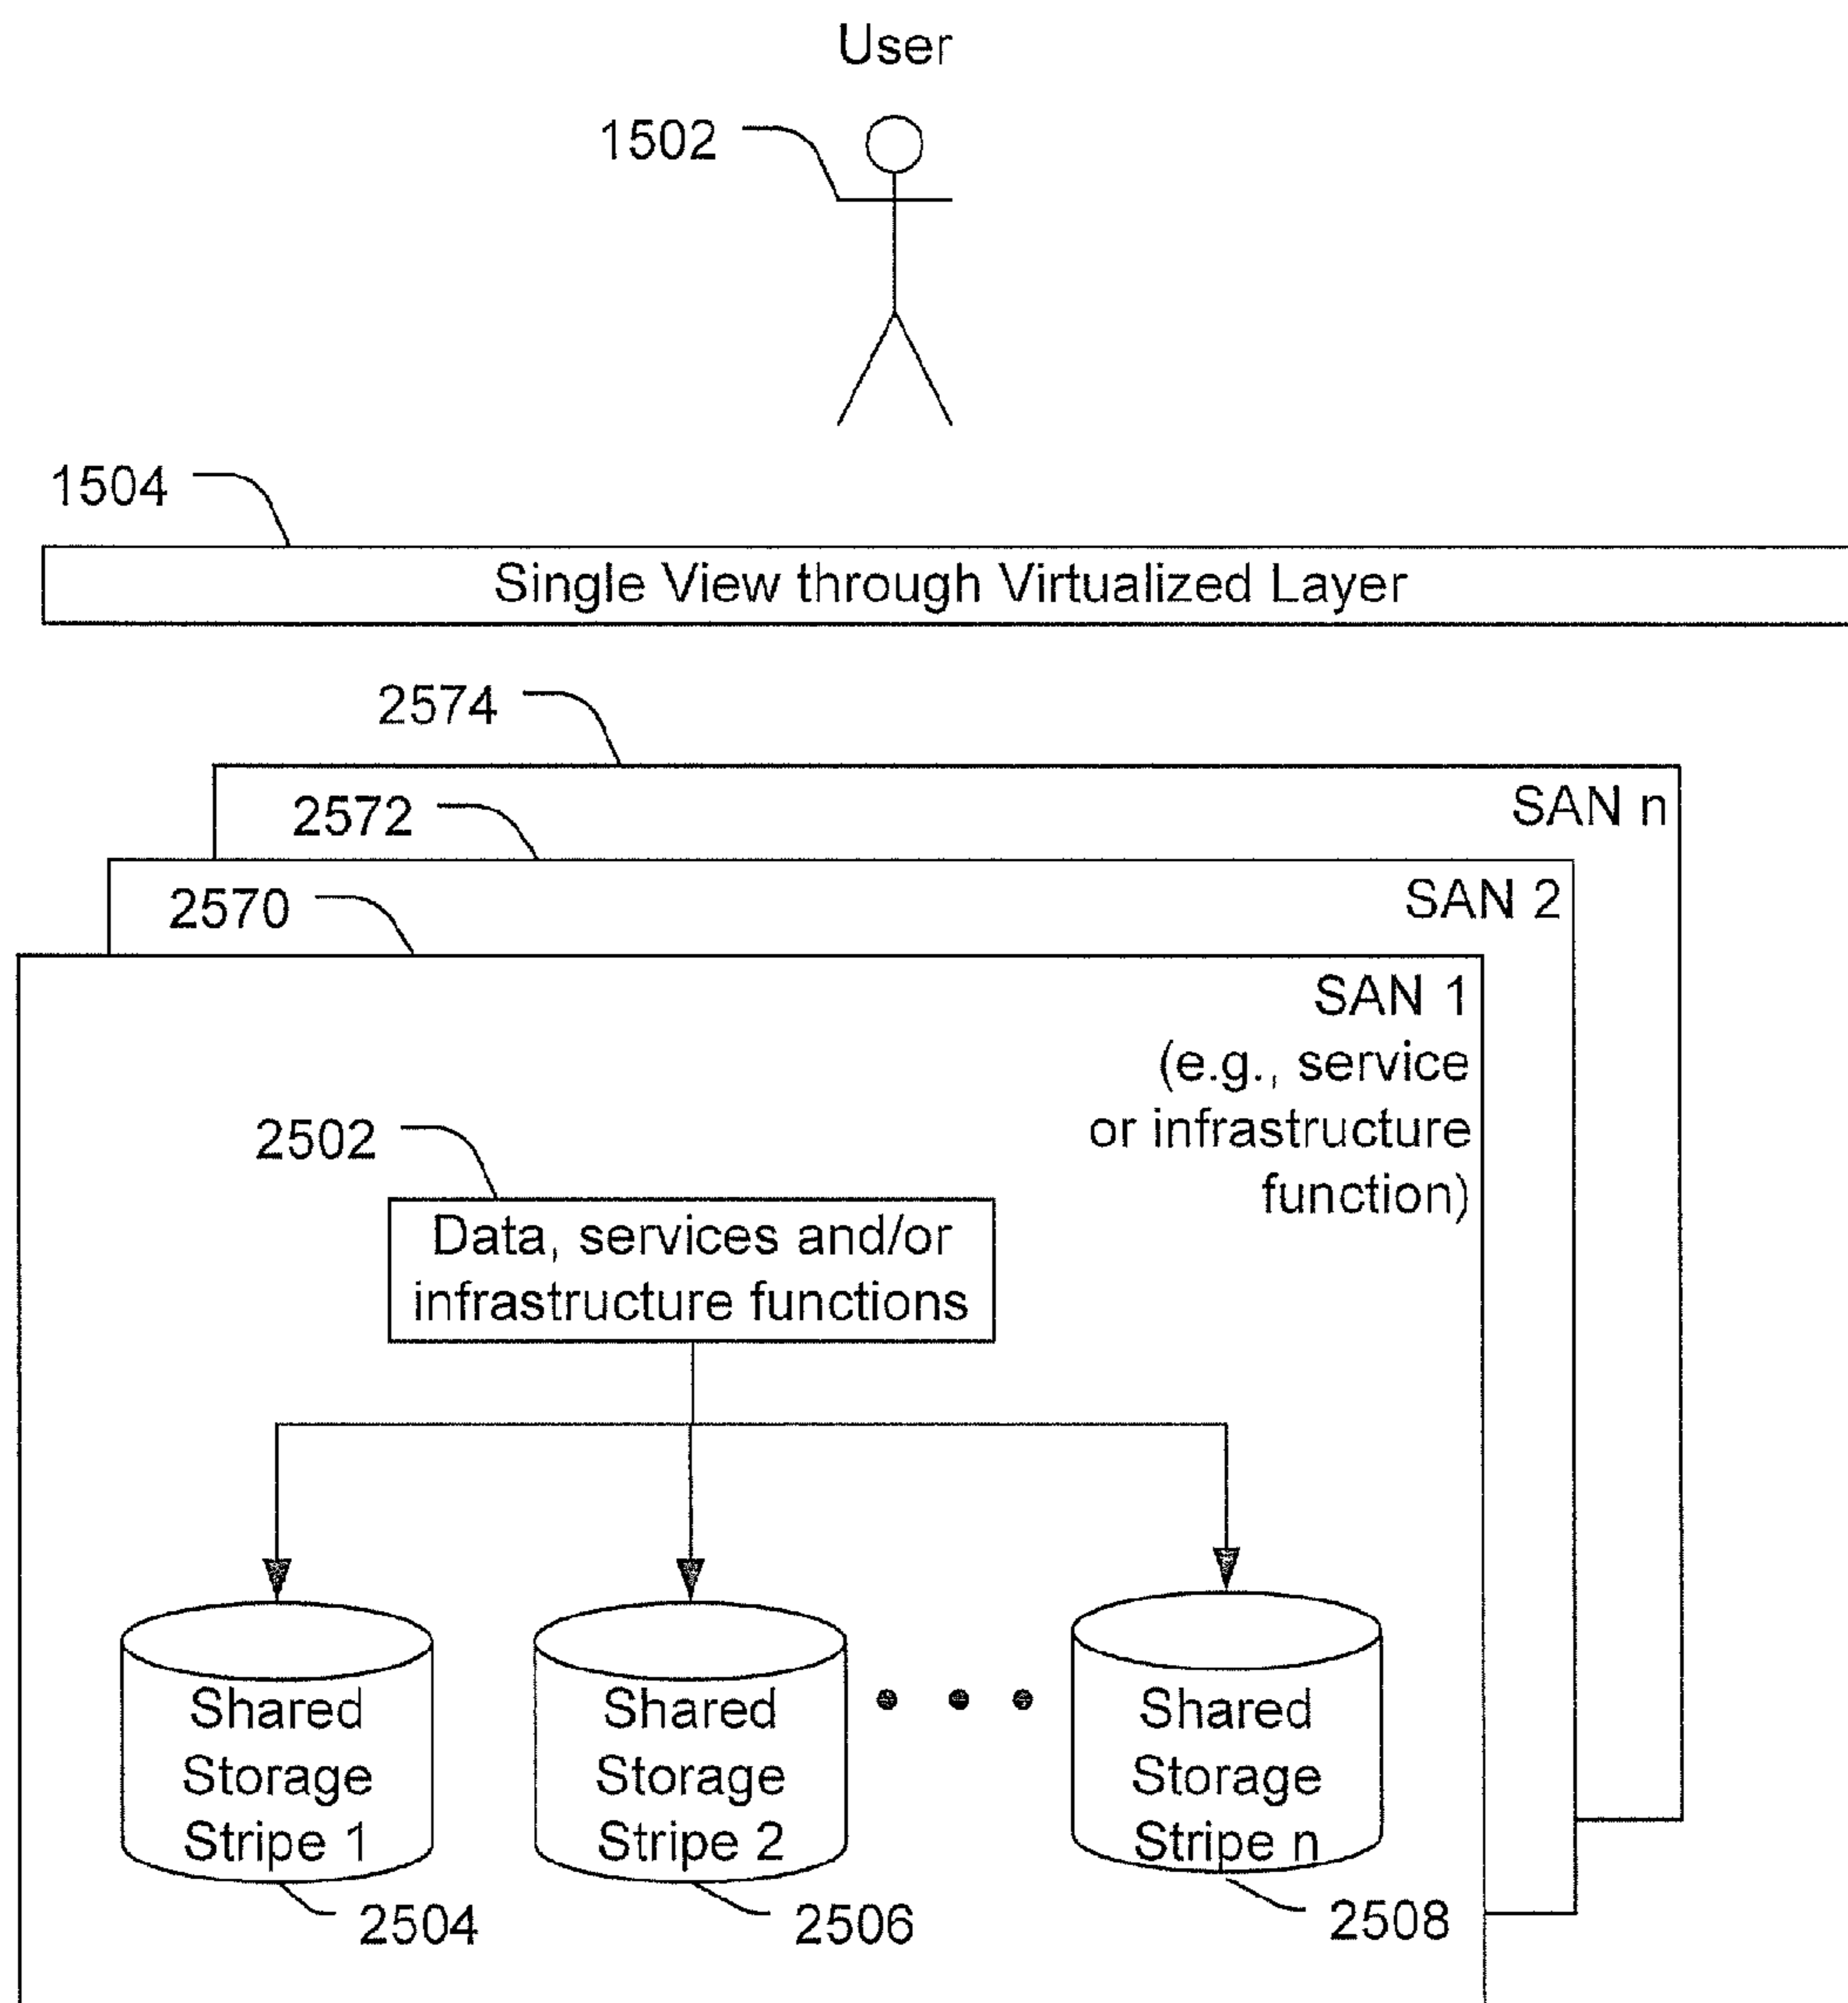 User
1502
1504
Single View through Virtualized Layer
2574
SAN n
2572
SAN 2
2570
SAN 1
(e.g., service
or infrastructure
function)
2502
Data, services and/or
infrastructure functions
Shared
Storage
Stripe 1
Shared
Storage
Stripe 2
Shared
Storage
Stripe n
2504
2506
2508